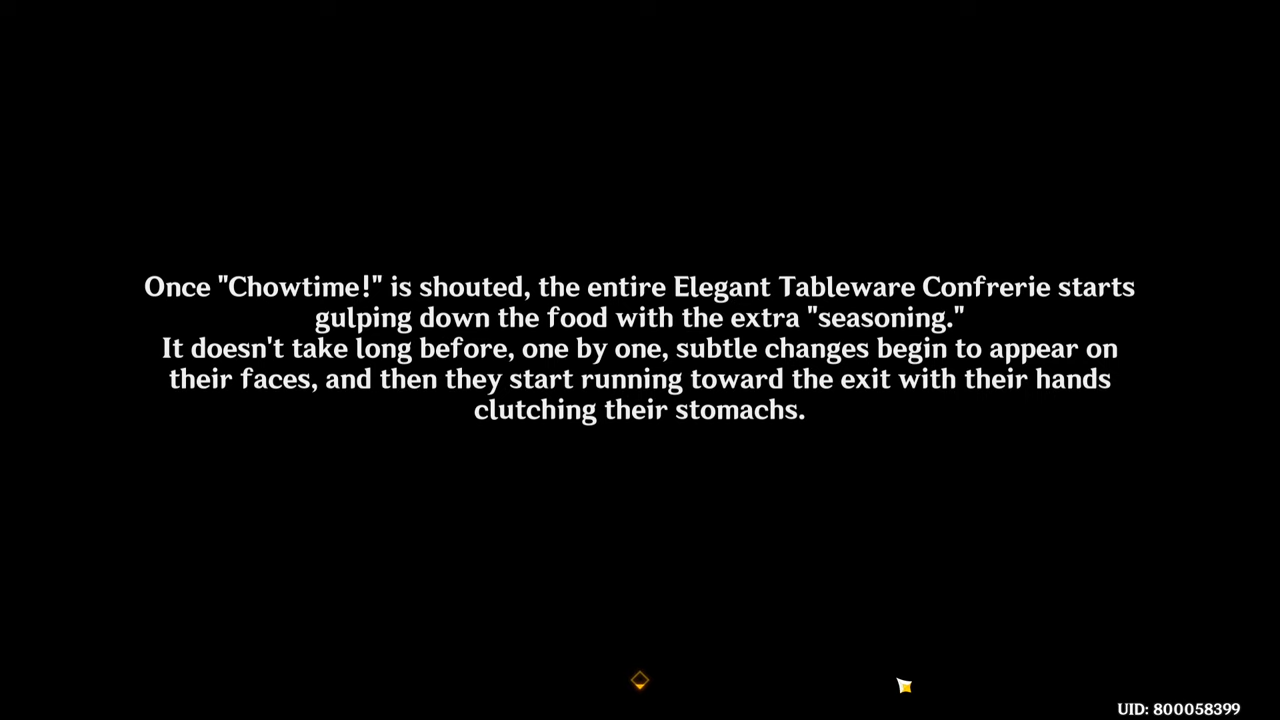 Once "Chowtime!" is shouted, the entire Elegant Tableware Confrerie starts
gulping down the food with the extra "seasoning."
It doesn't take long before, one by one, subtle changes begin to appear on
their faces, and then they start running toward the exit with their hands
clutching their stomachs.
UID: 800058399